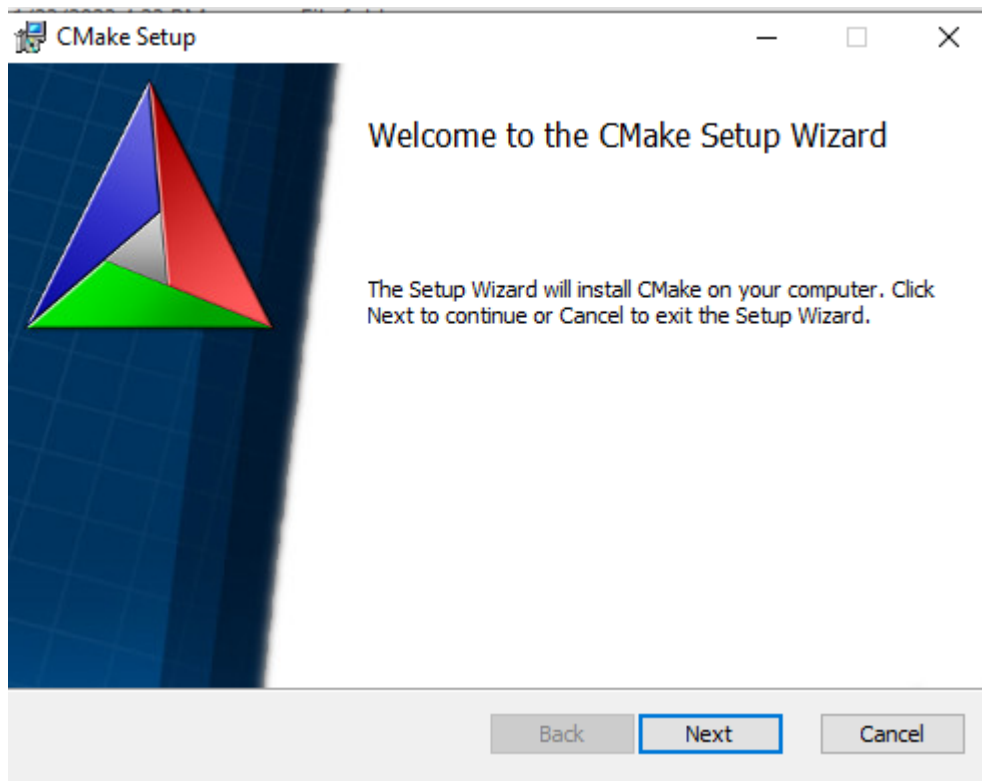 CMake Setup
Welcome to the CMake Setup Wizard
The Setup Wizard will install CMake on your computer. Click
Next to continue or Cancel to exit the Setup Wizard.
Back
Next
Cancel